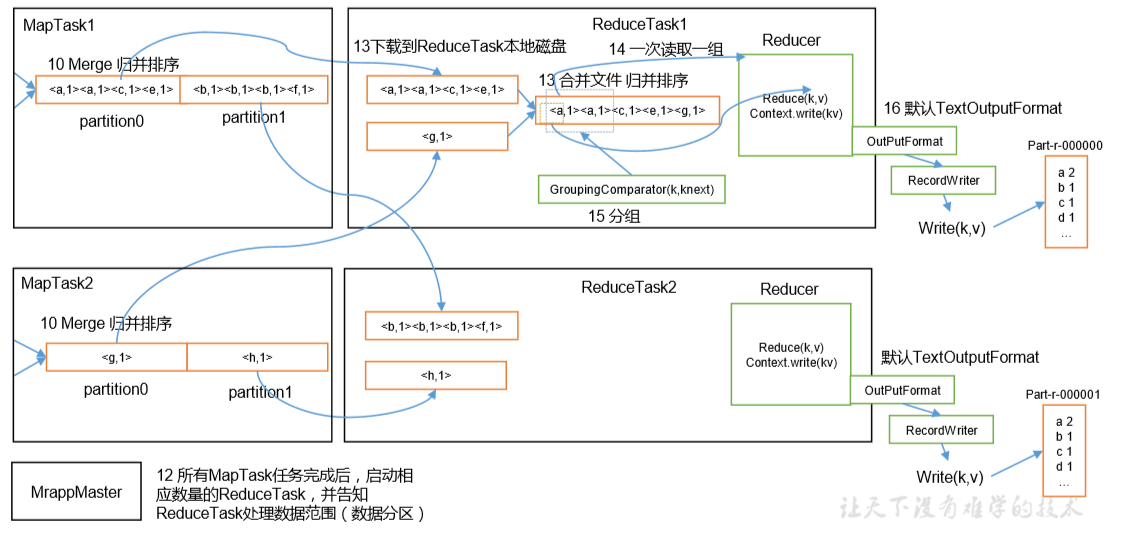 MapTask1
10 Merge 归并排序
<a,1><a,1><c,1><e,1>
<b,1><b,1><b,1><f,1>
partition0
partition1
ReduceTask1
13下载到ReduceTask本地磁盘
14 一次读取一组
Reducer
<a,1><a,1><c,1><e,1>
13 合并文件 归并排序
<a,1><a,1><c,1><e,1><g,1>
<g,1>
Reduce(k,v)
Context.write(kv)
GroupingComparator(k,knext)
15 分组
16 默认TextOutputFormat
OutPutFormat
RecordWriter
Write(k,v)
Part-r-000000
a 2
b 1
c 1
d 1
...
MapTask2
10 Merge 归并排序
<g,1>
<h,1>
partition0
partition1
ReduceTask2
Reducer
<b,1><b,1><b,1><f,1>
<h,1>
Reduce(k,v)
Context.write(kv)
默认TextOutputFormat
OutPutFormat
RecordWriter
Write(k,v)
Part-r-000001
a 2
b 1
c 1
d 1
...
MrappMaster
12 所有MapTask任务完成后，启动相
应数量的ReduceTask，并告知
ReduceTask处理数据范围（数据分区）
让天下没有难学的技术